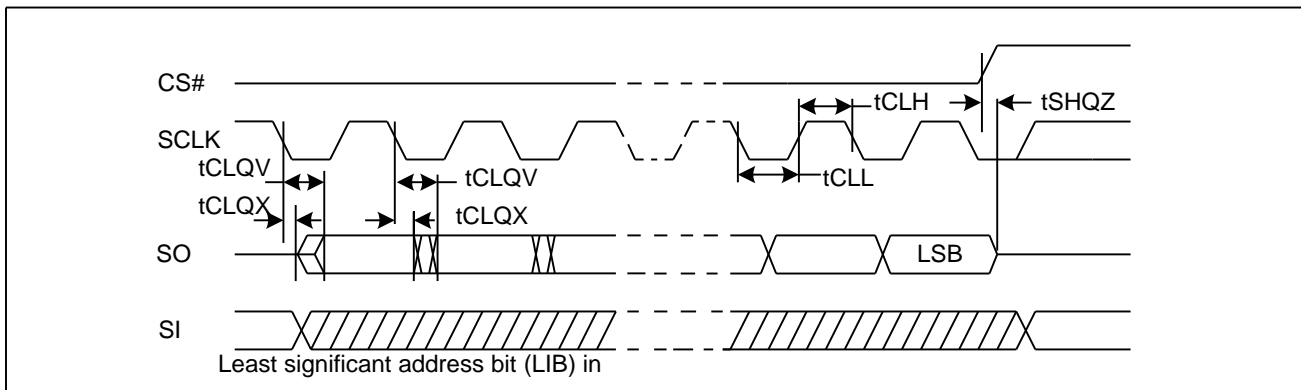 CS#
tCLH
tSHQZ
SCLK
tCLQV
tCLQV
tCLL
tCLQX
tCLQX
SO
LSB
SI
Least significant address bit (LIB) in